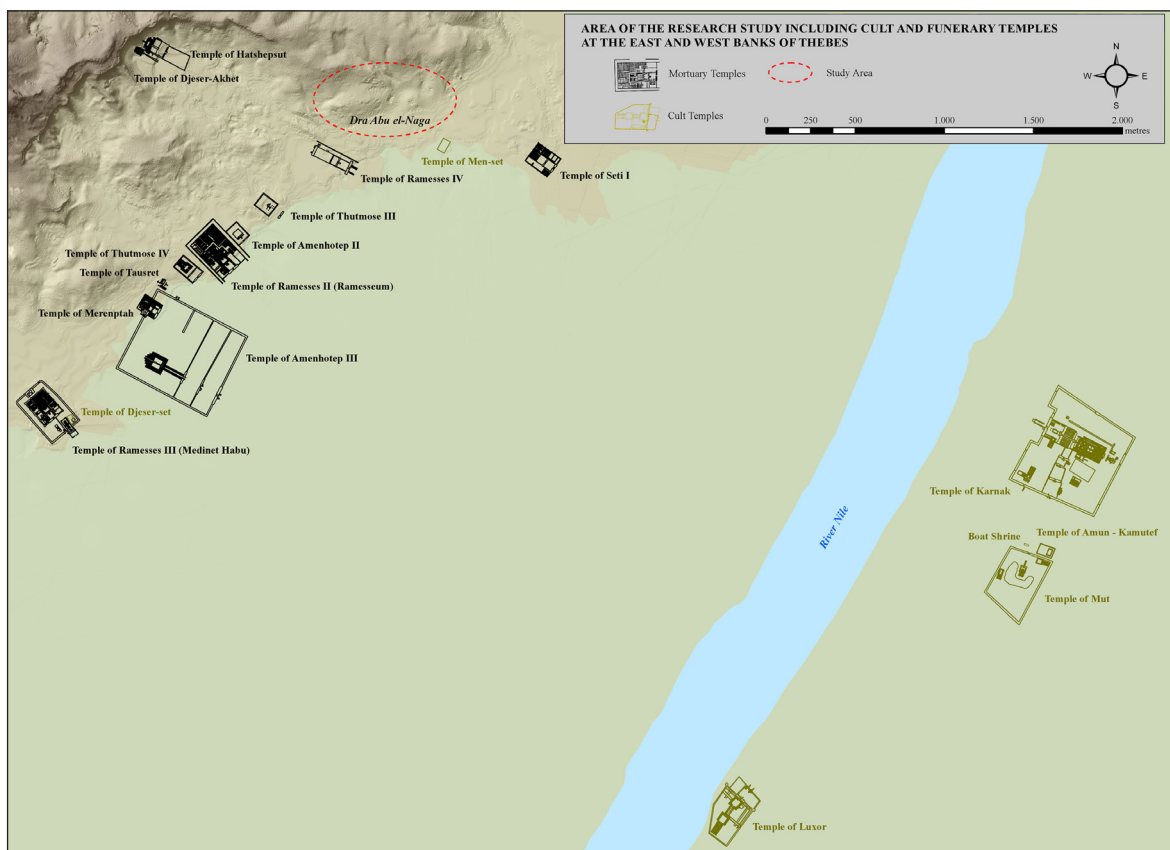 AREA OF THE RESEARCH STUDY INCLUDING CULT AND FUNERARY TEMPLES
AT THE EAST AND WEST BANKS OF THEBES
Mortuary Temples
Study Area
Cult Temples
N
W
E
S
0
250
500
1.000
1.500
2.000
metres
Temple of Hatshepsut
Temple of Djeser-Akhet
Dra Abu el-Naga
Temple of Men-set
Temple of Seti I
Temple of Ramesses IV
Temple of Thutmose III
Temple of Amenhotep II
Temple of Thutmose IV
Temple of Tausret
Temple of Ramesses II (Ramesseum)
Temple of Merenptah
Temple of Amenhotep III
Temple of Djeser-set
Temple of Ramesses III (Medinet Habu)
River Nile
Temple of Karnak
Temple of Amun - Kamutef
Boat Shrine
Temple of Mut
Temple of Luxor